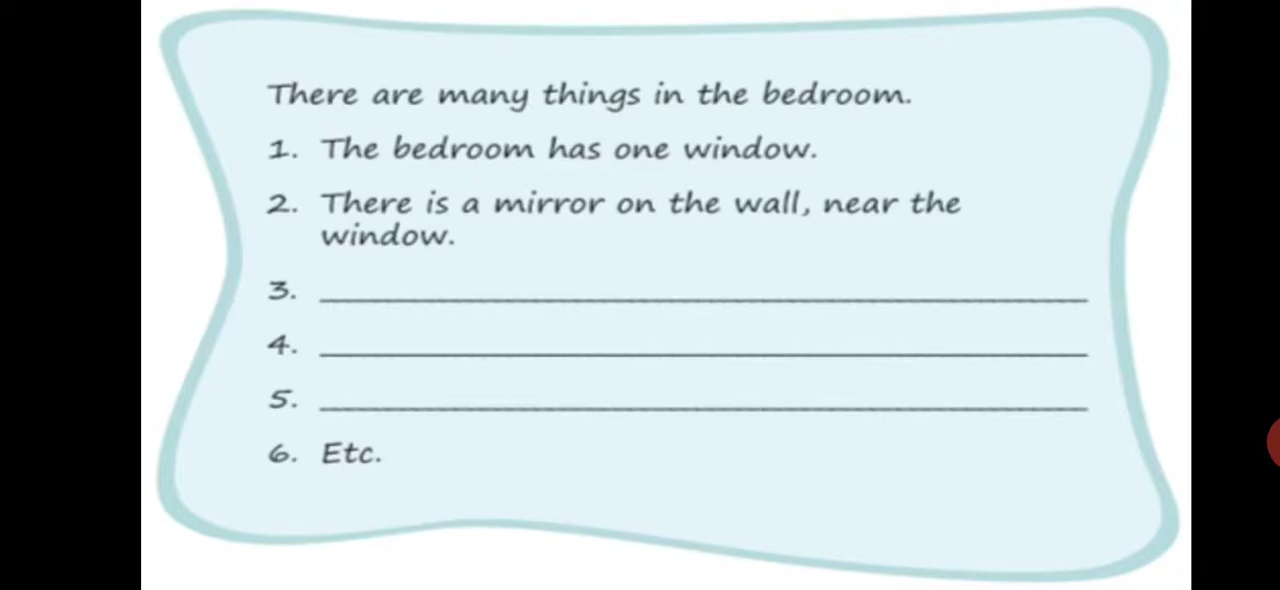 There are many things in the bedroom.
1. The bedroom has one window.
2. There is a mirror on the wall, near the
window.
3.
4.
5.
6. Etc.